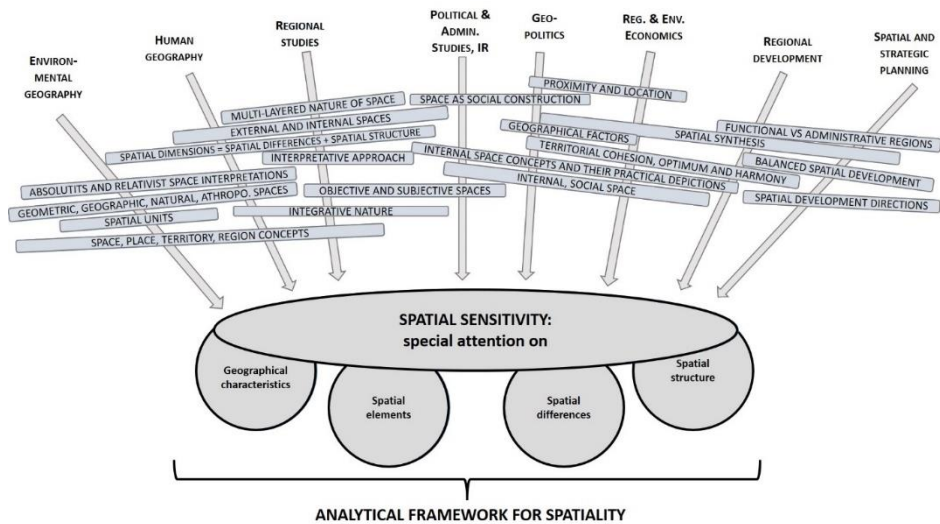 ENVIRON-
MENTAL
GEOGRAPHY
HUMAN
GEOGRAPHY
REGIONAL
STUDIES
POLITICAL &
ADMIN.
STUDIES, IR
GEO-
POLITICS
REG. & ENV.
ECONOMICS
REGIONAL
DEVELOPMENT
SPATIAL AND
STRATEGIC
PLANNING
MULTI-LAYERED NATURE OF SPACE
EXTERNAL AND INTERNAL SPACES
SPATIAL DIMENSIONS = SPATIAL DIFFERENCES + SPATIAL STRUCTURE
INTERPRETATIVE APPROACH
ABSOLUTITS AND RELATIVIST SPACE INTERPRETATIONS
GEOMETRIC, GEOGRAPHIC, NATURAL, ATHROPO. SPACES
OBJECTIVE AND SUBJECTIVE SPACES
SPATIAL UNITS
INTEGRATIVE NATURE
SPACE, PLACE, TERRITORY, REGION CONCEPTS
SPACE AS SOCIAL CONSTRUCTION
PROXIMITY AND LOCATION
GEOGRAPHICAL FACTORS
SPATIAL SYNTHESIS
FUNCTIONAL VS ADMINISTRATIVE REGIONS
TERRITORIAL COHESION, OPTIMUM AND HARMONY
INTERNAL SPACE CONCEPTS AND THEIR PRACTICAL DEPICTIONS
INTERNAL, SOCIAL SPACE
BALANCED SPATIAL DEVELOPMENT
SPATIAL DEVELOPMENT DIRECTIONS
SPATIAL SENSITIVITY:
special attention on
Geographical
characteristics
Spatial
elements
Spatial
differences
Spatial
structure
ANALYTICAL FRAMEWORK FOR SPATIALITY